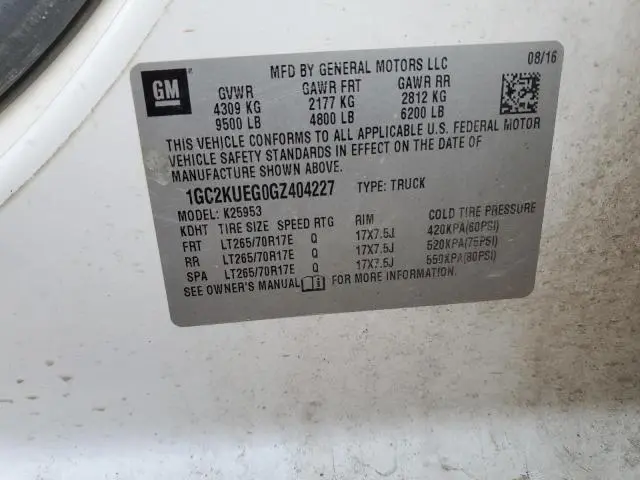 GM
MFD BY GENERAL MOTORS LLC 08/16
GVWR GAWR FRT GAWR RR
4309 KG 2177 KG 2812 KG
9500 LB 4800 LB 6200 LB
THIS VEHICLE CONFORMS TO ALL APPLICABLE U.S. FEDERAL MOTOR
VEHICLE SAFETY STANDARDS IN EFFECT ON THE DATE OF
MANUFACTURE SHOWN ABOVE.
1GC2KUEG0GZ404227 TYPE: TRUCK
MODEL: K25953
KDHT TIRE SIZE SPEED RTG RIM COLD TIRE PRESSURE
FRT LT265/70R17E Q 17X7.5J 420KPA(60PSI)
RR LT265/70R17E Q 17X7.5J 520KPA(75PSI)
SPA LT265/70R17E Q 17X7.5J 550KPA(80PSI)
SEE OWNER'S MANUAL FOR MORE INFORMATION.